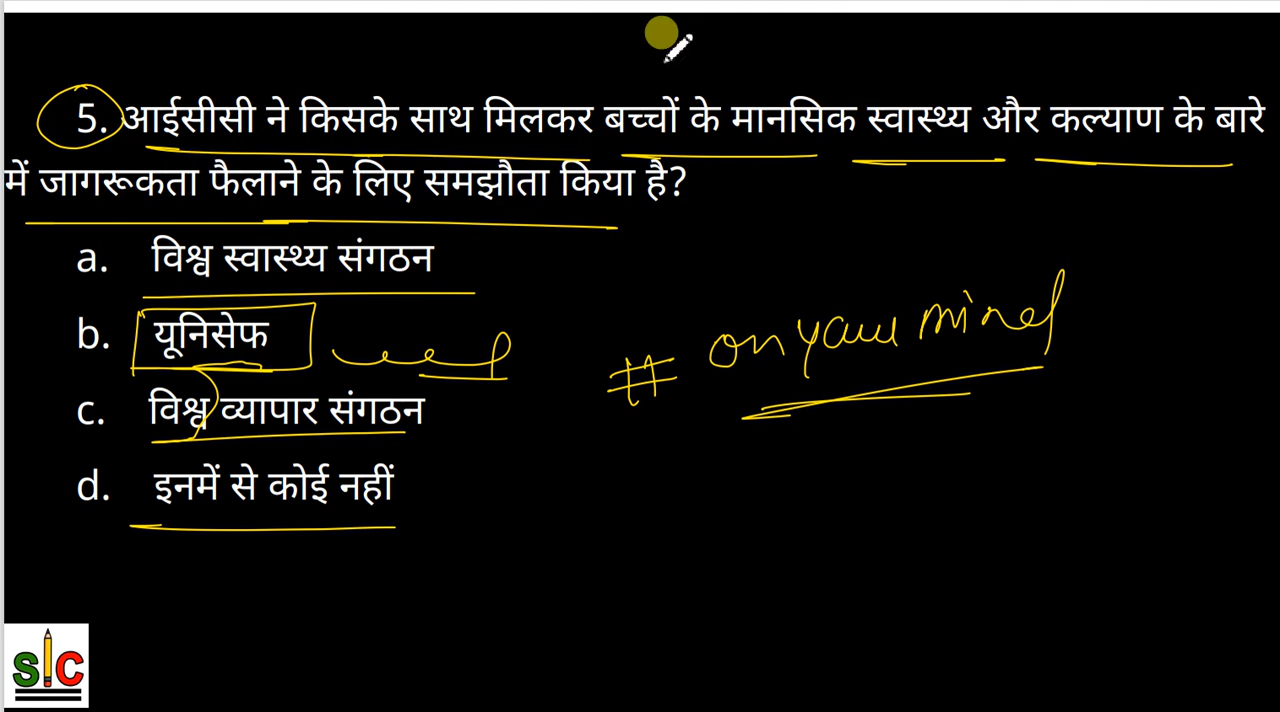 5. आईसीसी ने किसके साथ मिलकर बच्चों के मानसिक स्वास्थ्य और कल्याण के बारे
में जागरूकता फैलाने के लिए समझौता किया है?
a. विश्व स्वास्थ्य संगठन
b. यूनिसेफ
# on your mind
c. विश्व व्यापार संगठन
d. इनमें से कोई नहीं
SIC